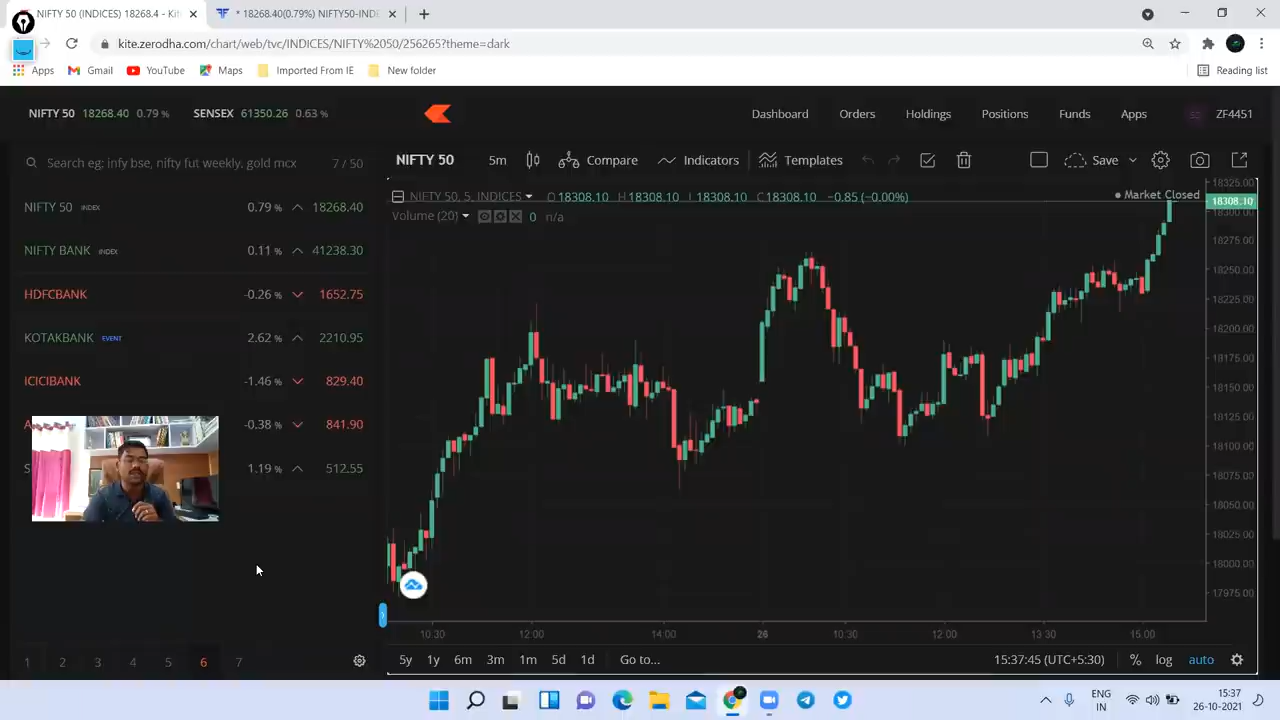 NIFTY 50 (INDICES) 18268.4 - Kit
* 18268.40(0.79%) NIFTY50-INDE
kite.zerodha.com/chart/web/tvc/INDICES/NIFTY%2050/256265?theme=dark
Apps Gmail YouTube Maps Imported From IE New folder Reading list
NIFTY 50 18268.40 0.79 % SENSEX 61350.26 0.63 %
Dashboard Orders Holdings Positions Funds Apps ZF4451
Search eg: infy bse, nifty fut weekly, gold mcx 7 / 50
NIFTY 50 5m Compare Indicators Templates Save
NIFTY 50, 5, INDICES O18308.10 H18308.10 L18308.10 C18308.10 −0.85 (−0.00%)
Market Closed
Volume (20) 0 n/a
NIFTY 50 INDEX 0.79 % 18268.40
NIFTY BANK INDEX 0.11 % 41238.30
HDFCBANK -0.26 % 1652.75
KOTAKBANK EVENT 2.62 % 2210.95
ICICIBANK -1.46 % 829.40
-0.38 % 841.90
1.19 % 512.55
18325.00
18308.10
18300.00
18275.00
18250.00
18225.00
18200.00
18175.00
18150.00
18125.00
18100.00
18075.00
18050.00
18025.00
18000.00
17975.00
10:30 12:00 14:00 26 10:30 12:00 13:30 15:00
1 2 3 4 5 6 7
5y 1y 6m 3m 1m 5d 1d Go to... 15:37:45 (UTC+5:30) % log auto
ENG
IN
15:37
26-10-2021